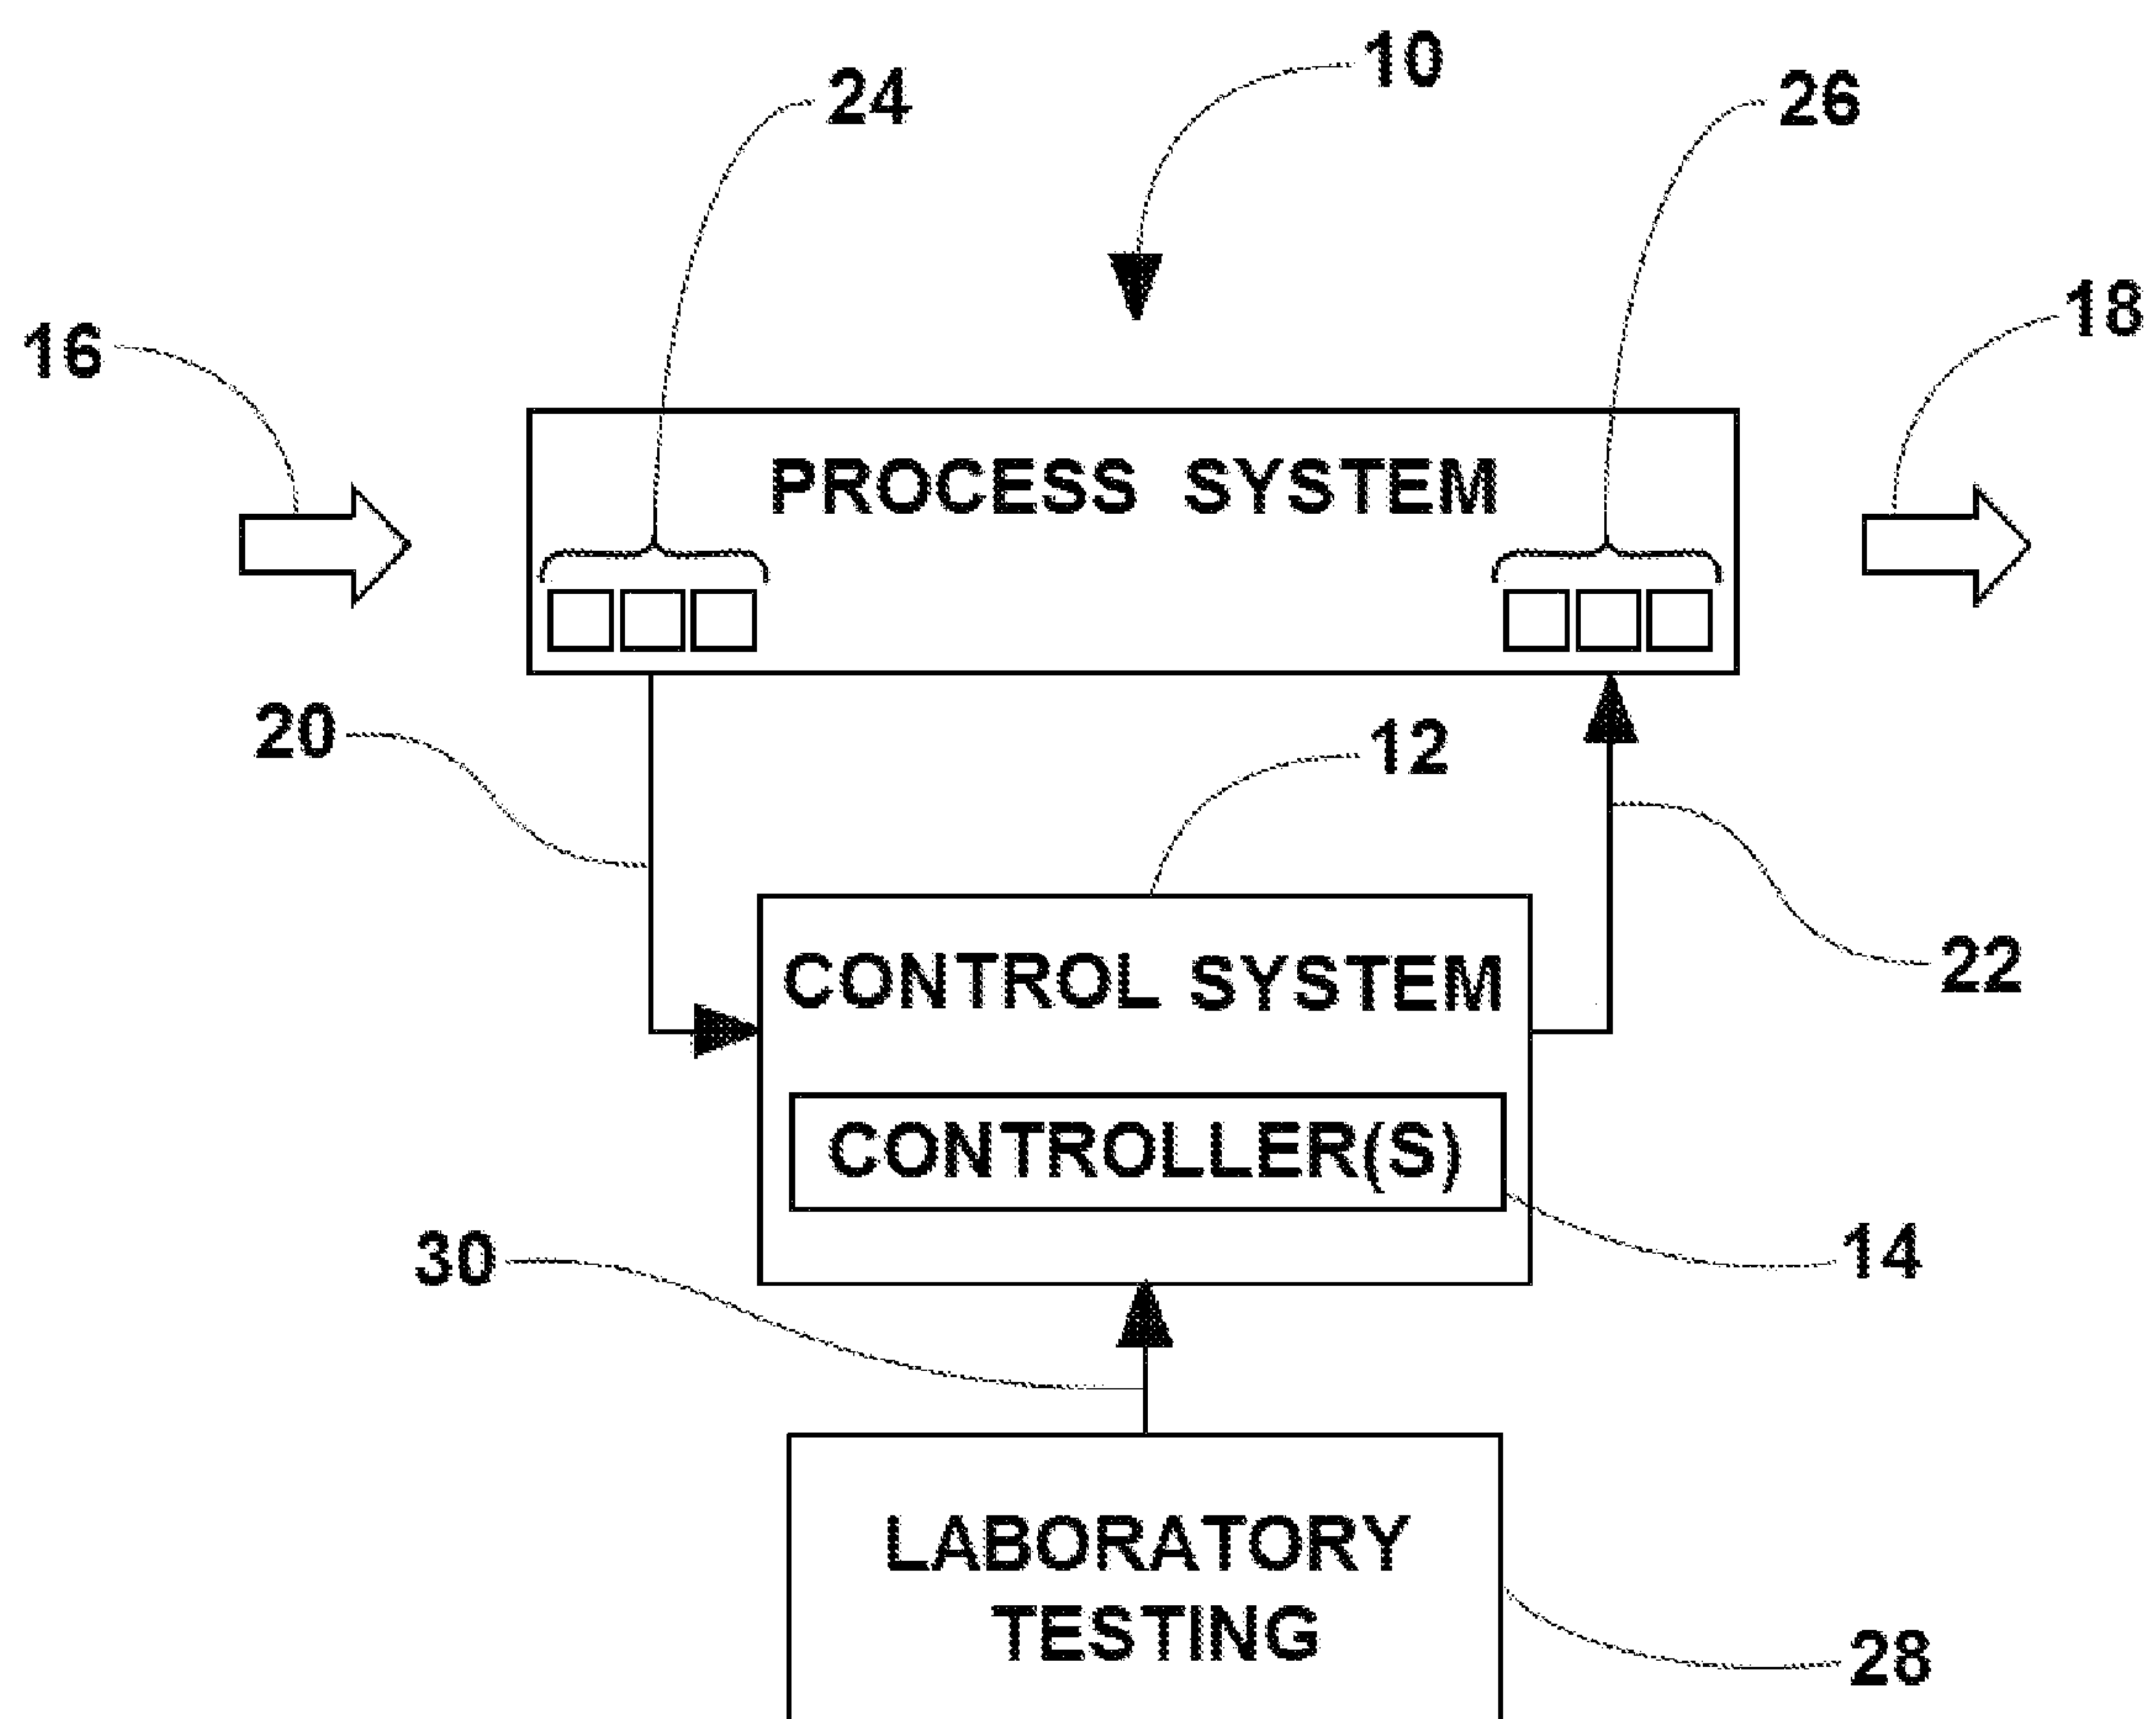 10
24
26
18
16
PROCESS SYSTEM
20
12
22
CONTROL SYSTEM
CONTROLLER(S)
30
14
LABORATORY
TESTING
28